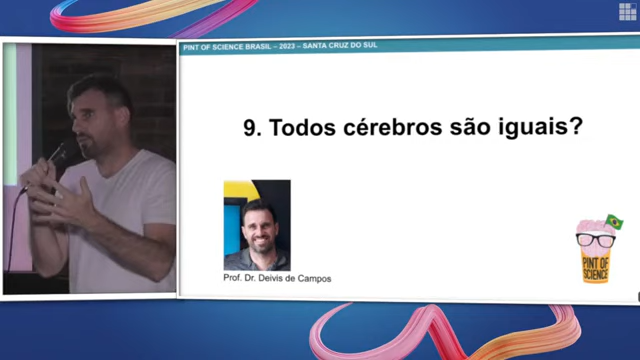 PINT OF SCIENCE BRASIL – 2023 – SANTA CRUZ DO SUL
9. Todos cérebros são iguais?
Prof. Dr. Deivis de Campos
PINT OF
SCIENCE